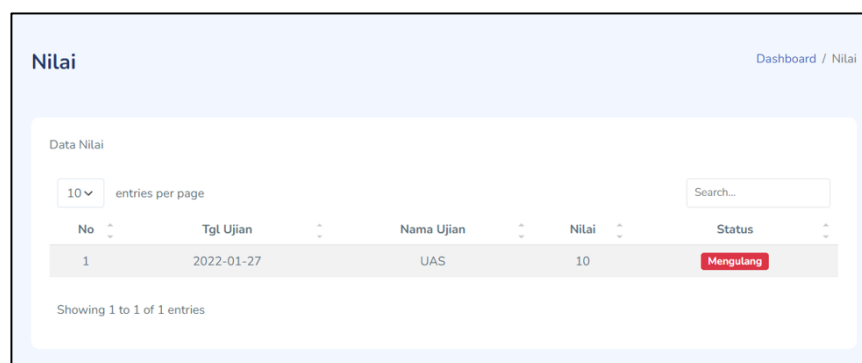 Nilai
Dashboard / Nilai
Data Nilai
10 entries per page
Search...
No Tgl Ujian Nama Ujian Nilai Status
1 2022-01-27 UAS 10 Mengulang
Showing 1 to 1 of 1 entries